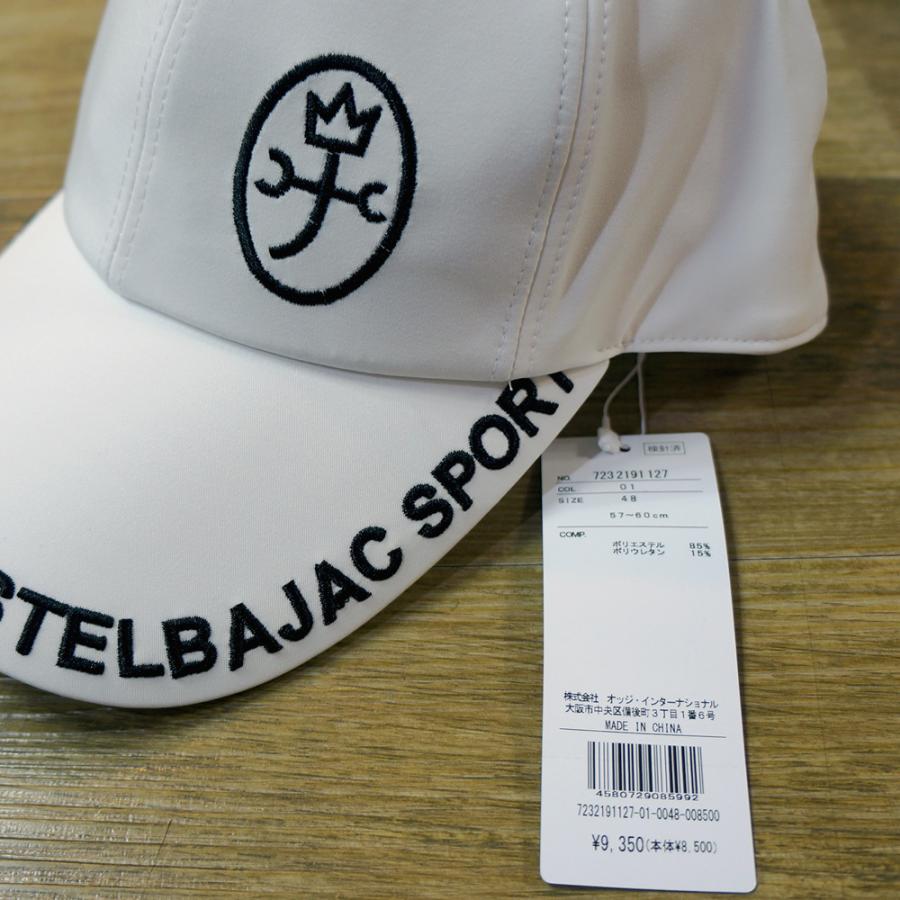 STELBAJAC SPORT
検針済
NO. 7232191127
COL 01
SIZE 48
57〜60cm
COMP.
ポリエステル 85%
ポリウレタン 15%
株式会社 オッジ・インターナショナル
大阪市中央区備後町3丁目1番6号
MADE IN CHINA
4580729085992
7232191127-01-0048-008500
¥9,350(本体¥8,500)